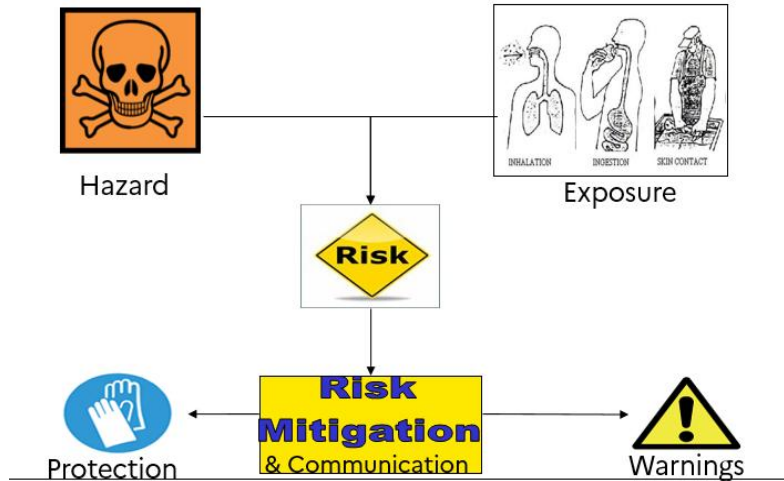 INHALATION INGESTION SKIN CONTACT
Hazard
Exposure
Risk
Risk
Mitigation
& Communication
Protection
Warnings